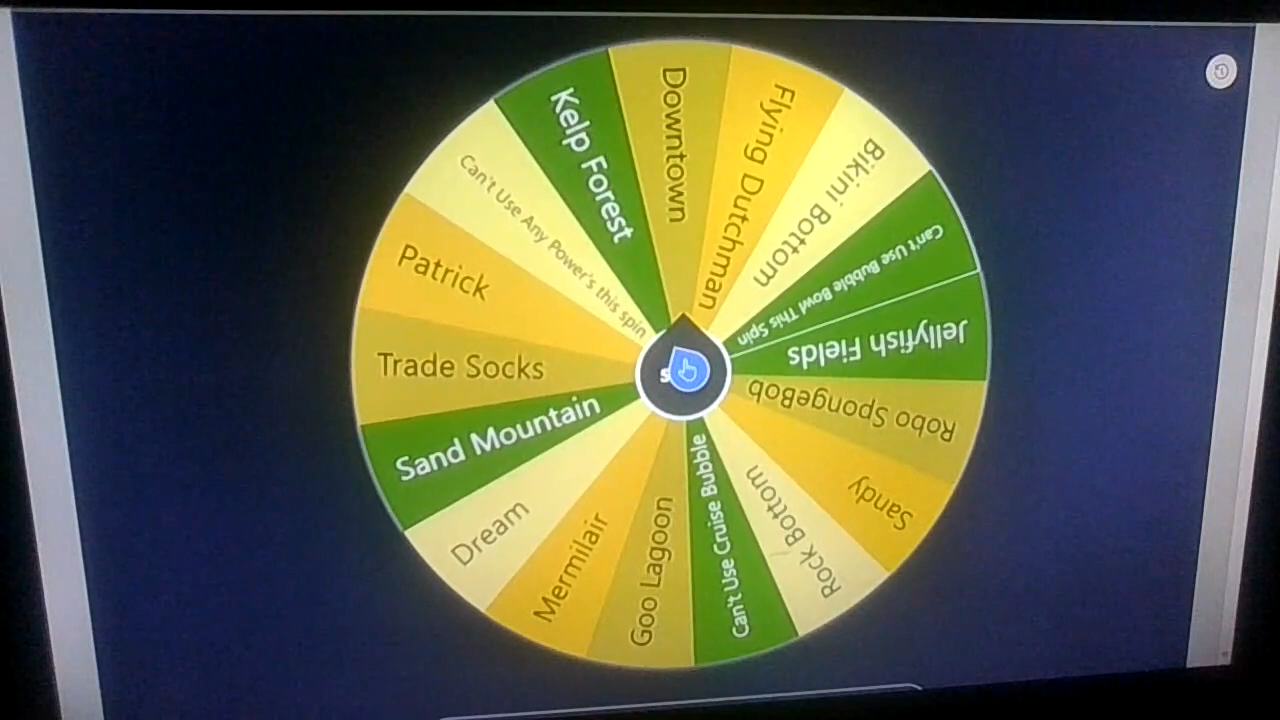 Downtown
Flying Dutchman
Bikini Bottom
Can't Use Bubble Bowl This Spin
Jellyfish Fields
Robo SpongeBob
Sandy
Rock Bottom
Can't Use Cruise Bubble
Goo Lagoon
Mermilair
Dream
Sand Mountain
Trade Socks
Patrick
Can't Use Any Power's this spin
Kelp Forest